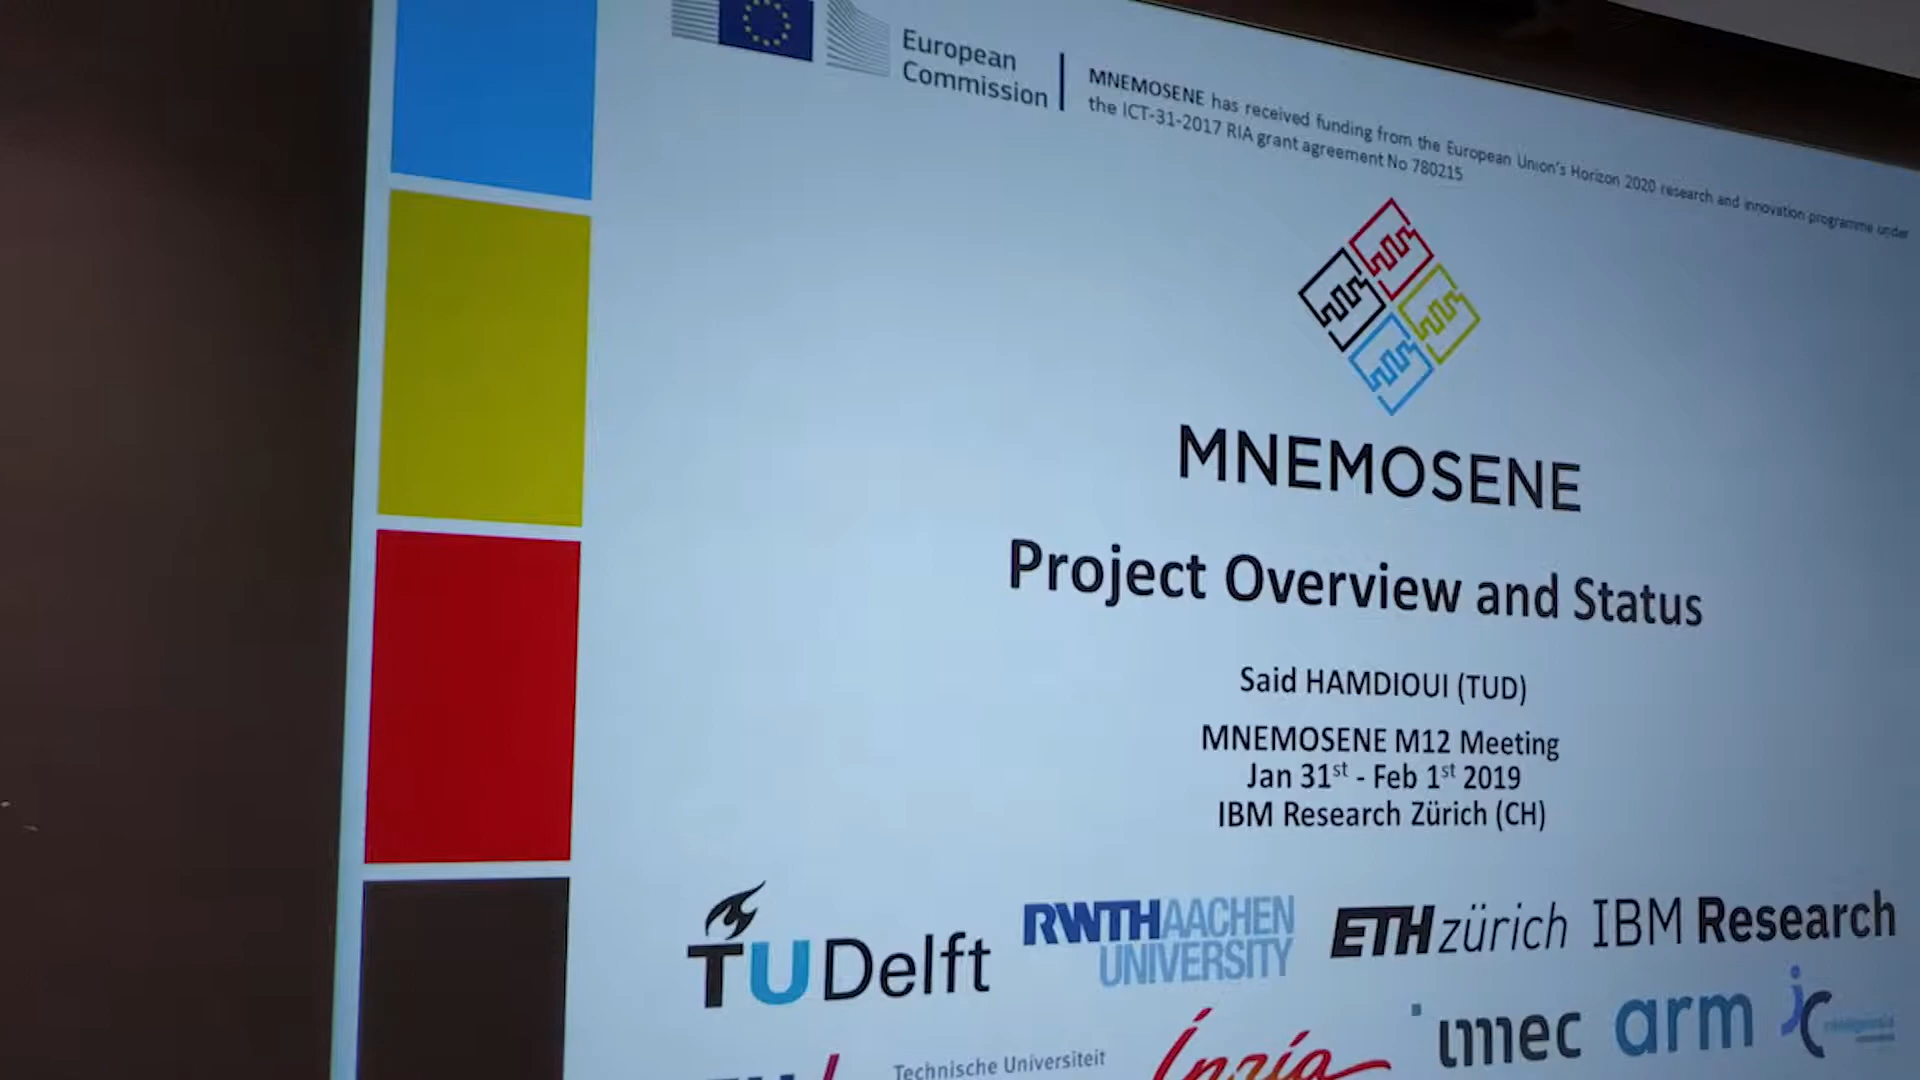 European
Commission
MNEMOSENE has received funding from the European Union's Horizon 2020 research and innovation programme under
the ICT-31-2017 RIA grant agreement No 780215
MNEMOSENE
Project Overview and Status
Said HAMDIOUI (TUD)
MNEMOSENE M12 Meeting
Jan 31st - Feb 1st 2019
IBM Research Zürich (CH)
TU Delft
RWTH AACHEN
UNIVERSITY
ETH zürich
IBM Research
imec
arm
Technische Universiteit
Inria